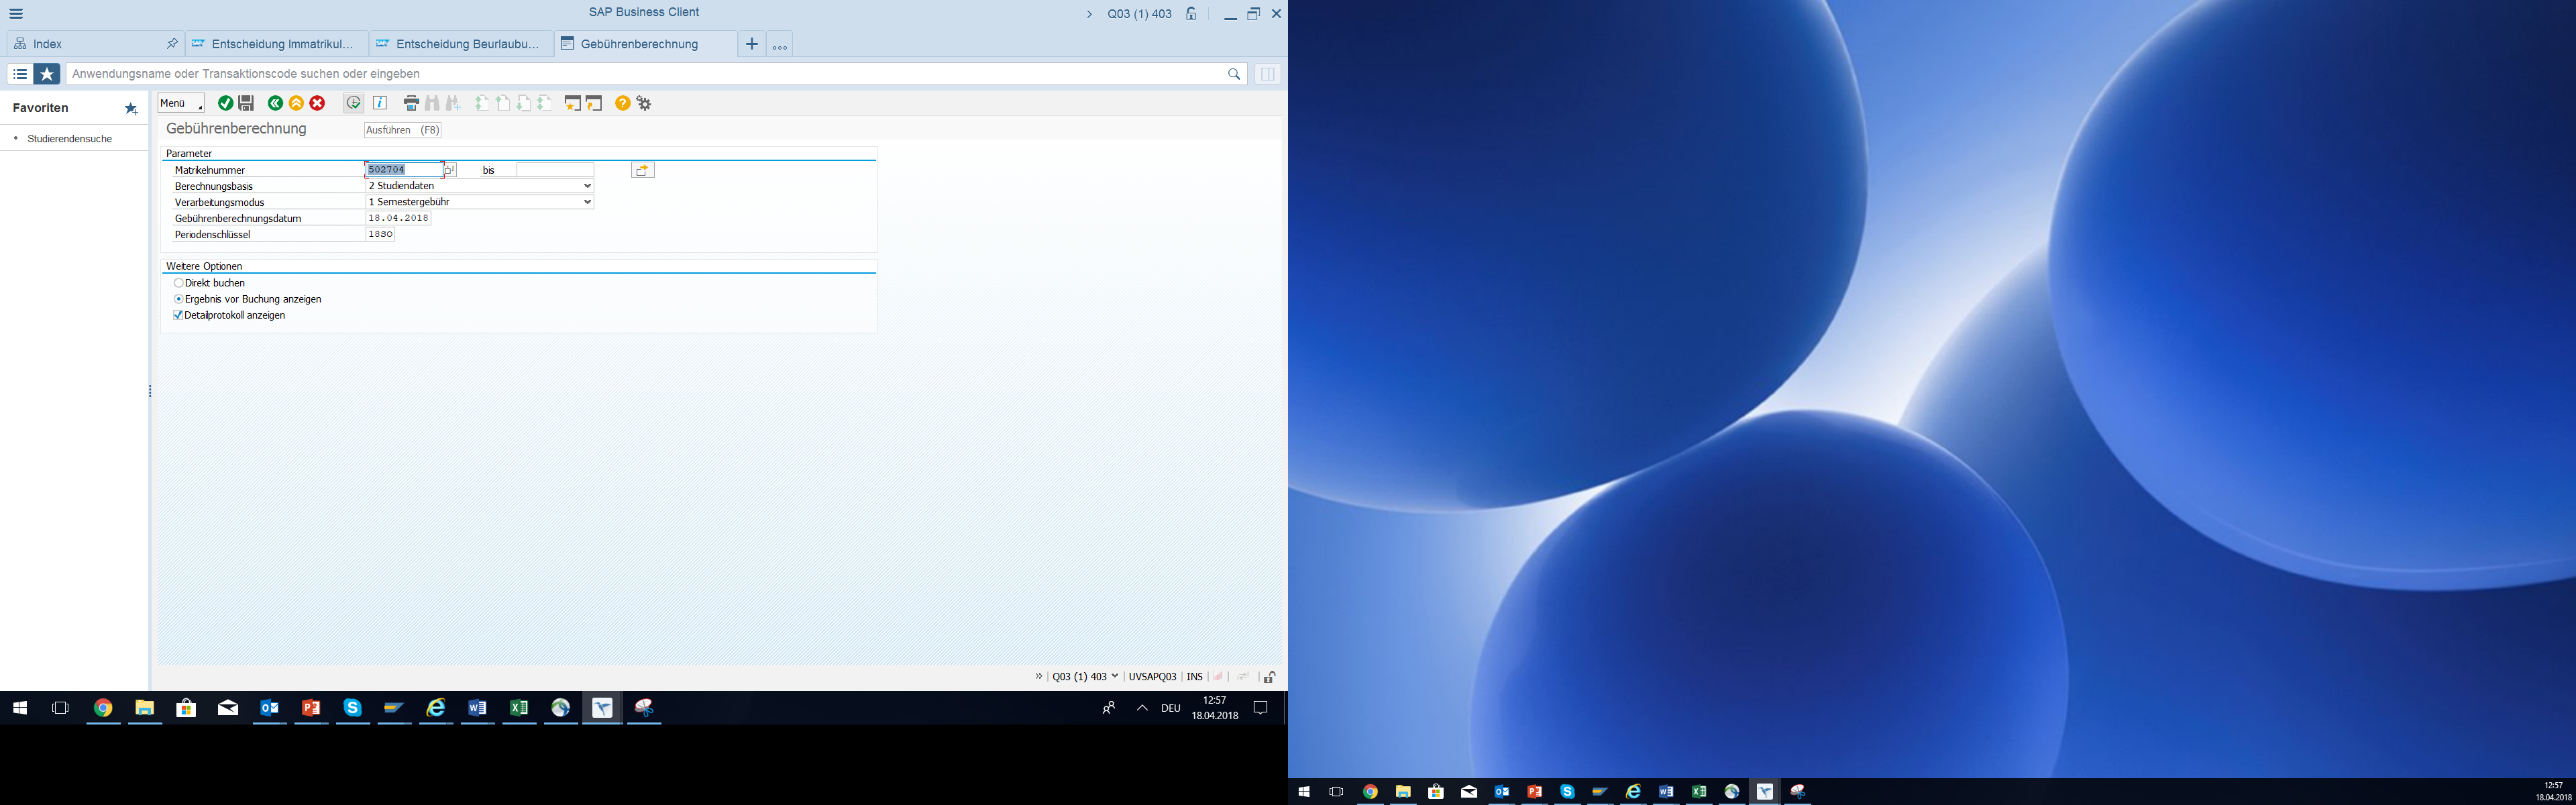 SAP Business Client
Q03 (1) 403
Index
Entscheidung Immatrikul...
Entscheidung Beurlaubu...
Gebührenberechnung
Anwendungsname oder Transaktionscode suchen oder eingeben
Favoriten
Studierendensuche
Menü
Gebührenberechnung
Ausführen (F8)
Parameter
Matrikelnummer 502704 bis
Berechnungsbasis 2 Studiendaten
Verarbeitungsmodus 1 Semestergebühr
Gebührenberechnungsdatum 18.04.2018
Periodenschlüssel 18SO
Weitere Optionen
Direkt buchen
Ergebnis vor Buchung anzeigen
Detailprotokoll anzeigen
Q03 (1) 403 UVSAPQ03 INS
DEU
12:57
18.04.2018
12:57
18.04.2018